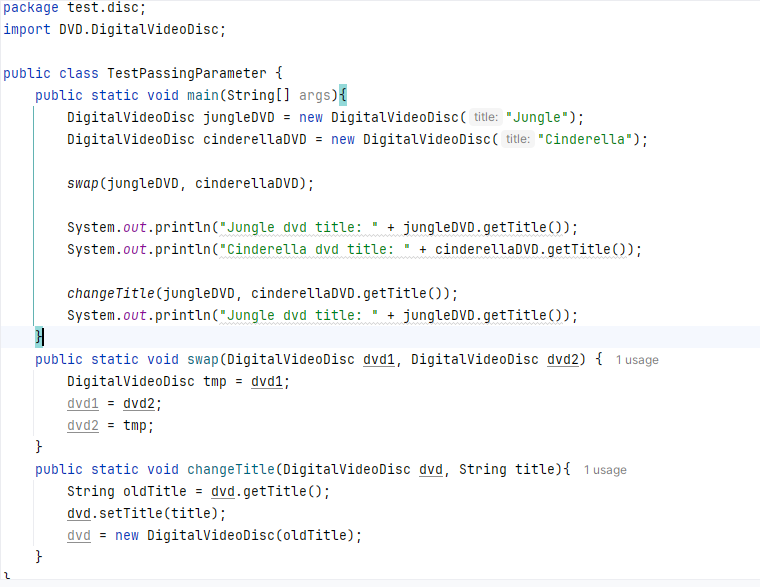 package test.disc;
import DVD.DigitalVideoDisc;
public class TestPassingParameter {
public static void main(String[] args){
DigitalVideoDisc jungleDVD = new DigitalVideoDisc( title: "Jungle");
DigitalVideoDisc cinderellaDVD = new DigitalVideoDisc( title: "Cinderella");
swap(jungleDVD, cinderellaDVD);
System.out.println("Jungle dvd title: " + jungleDVD.getTitle());
System.out.println("Cinderella dvd title: " + cinderellaDVD.getTitle());
changeTitle(jungleDVD, cinderellaDVD.getTitle());
System.out.println("Jungle dvd title: " + jungleDVD.getTitle());
}
public static void swap(DigitalVideoDisc dvd1, DigitalVideoDisc dvd2) { 1 usage
DigitalVideoDisc tmp = dvd1;
dvd1 = dvd2;
dvd2 = tmp;
}
public static void changeTitle(DigitalVideoDisc dvd, String title){ 1 usage
String oldTitle = dvd.getTitle();
dvd.setTitle(title);
dvd = new DigitalVideoDisc(oldTitle);
}
}